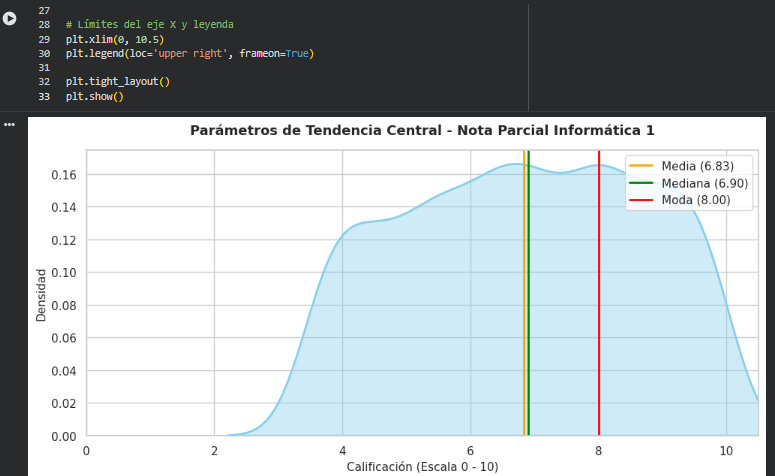 27
28 # Límites del eje X y leyenda
29 plt.xlim(0, 10.5)
30 plt.legend(loc='upper right', frameon=True)
31
32 plt.tight_layout()
33 plt.show()
Parámetros de Tendencia Central - Nota Parcial Informática 1
Media (6.83)
Mediana (6.90)
Moda (8.00)
Densidad
0.16
0.14
0.12
0.10
0.08
0.06
0.04
0.02
0.00
0 2 4 6 8 10
Calificación (Escala 0 - 10)